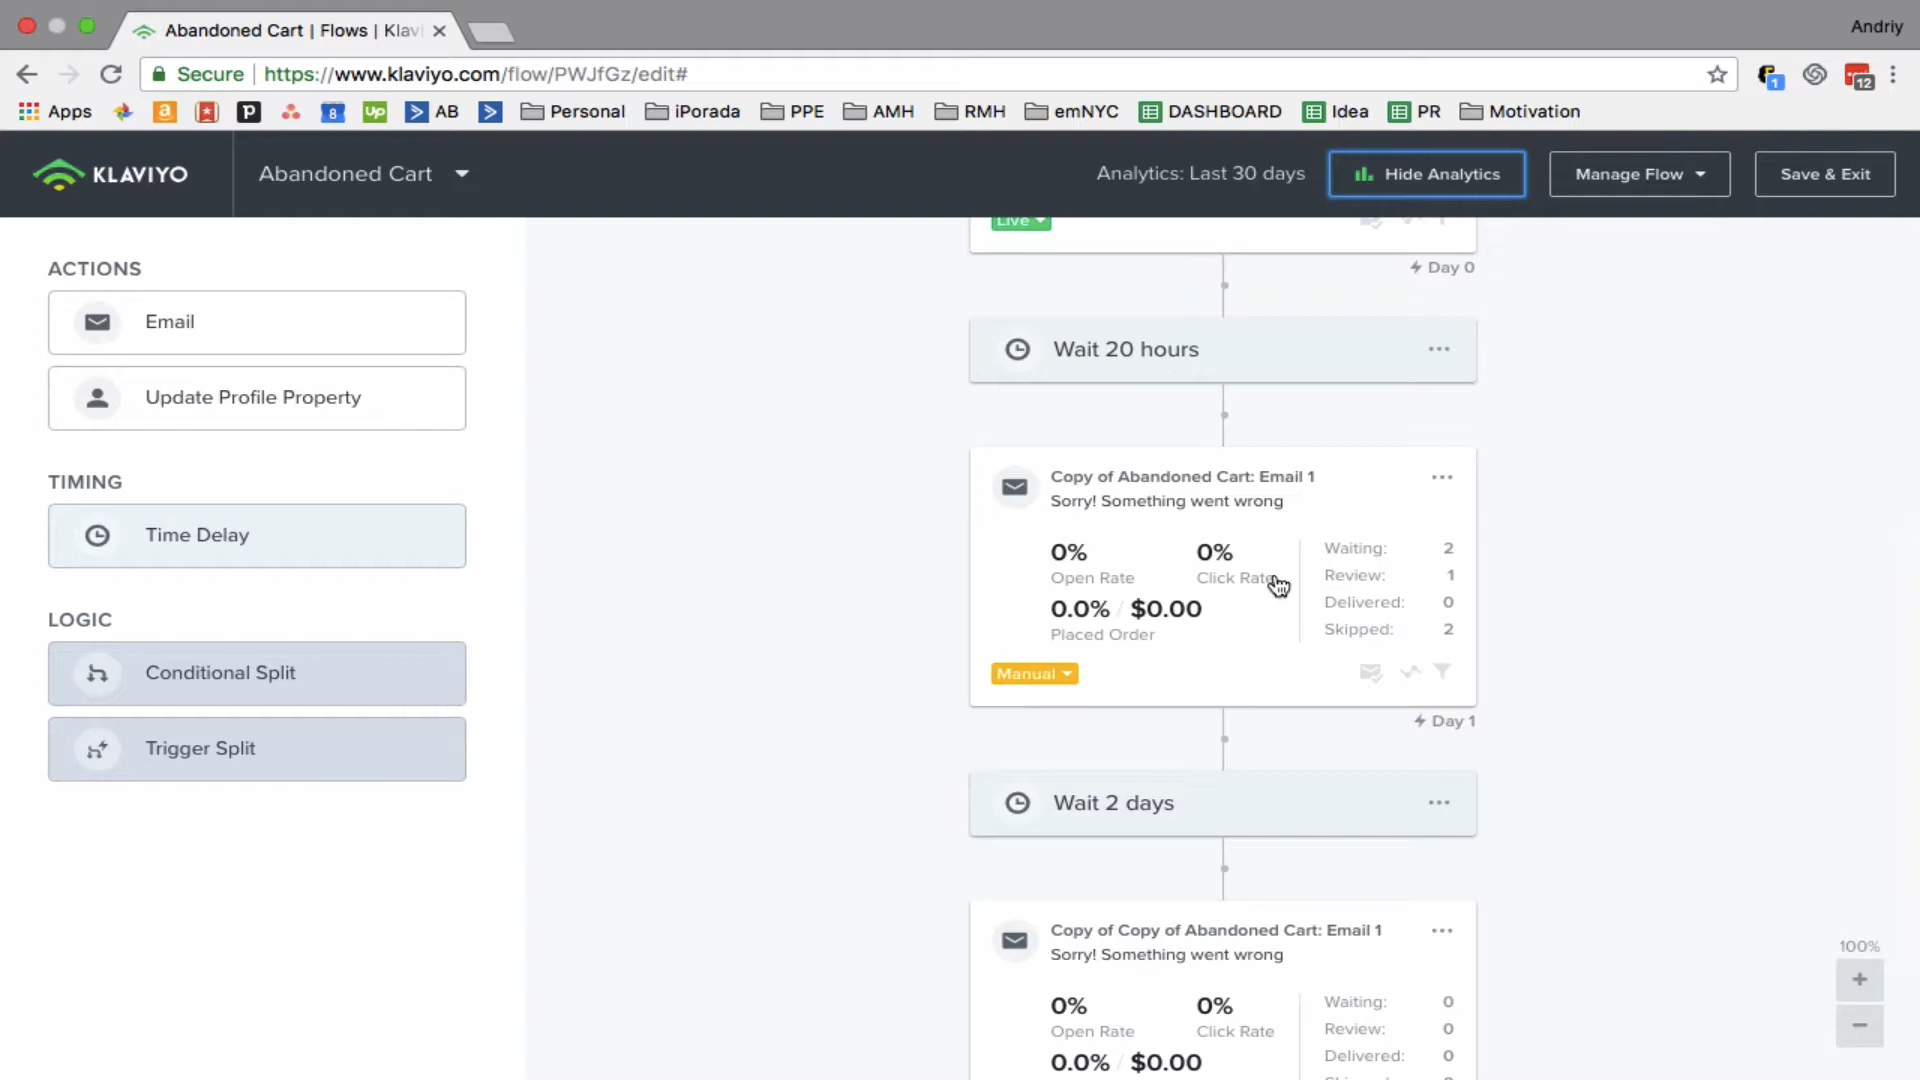 Abandoned Cart | Flows | Klavi
Andriy
Secure https://www.klaviyo.com/flow/PWJfGz/edit#
1
12
Apps
a
p
8
up
AB
Personal
iPorada
PPE
AMH
RMH
emNYC
DASHBOARD
Idea
PR
Motivation
KLAVIYO
Abandoned Cart
Analytics: Last 30 days
Hide Analytics
Manage Flow
Save & Exit
ACTIONS
Email
Update Profile Property
TIMING
Time Delay
LOGIC
Conditional Split
Trigger Split
Live
Day 0
Wait 20 hours
Copy of Abandoned Cart: Email 1
Sorry! Something went wrong
0%
Open Rate
0%
Click Rate
0.0% / $0.00
Placed Order
Waiting: 2
Review: 1
Delivered: 0
Skipped: 2
Manual
Day 1
Wait 2 days
Copy of Copy of Abandoned Cart: Email 1
Sorry! Something went wrong
0%
Open Rate
0%
Click Rate
0.0% / $0.00
Waiting: 0
Review: 0
Delivered: 0
100%